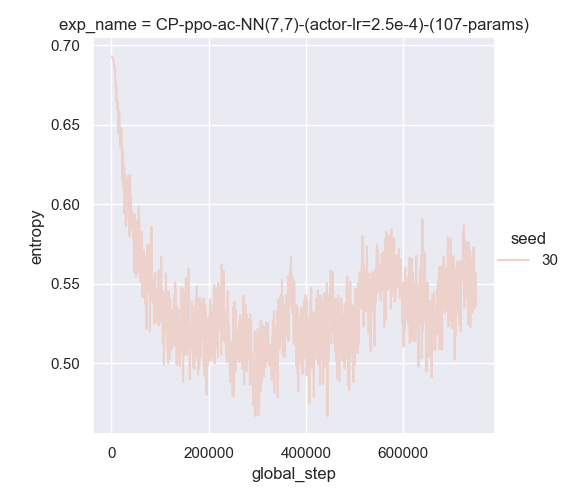 exp_name = CP-ppo-ac-NN(7,7)-(actor-lr=2.5e-4)-(107-params)
0.70
0.65
0.60
0.55
0.50
entropy
0
200000
400000
600000
global_step
seed
30